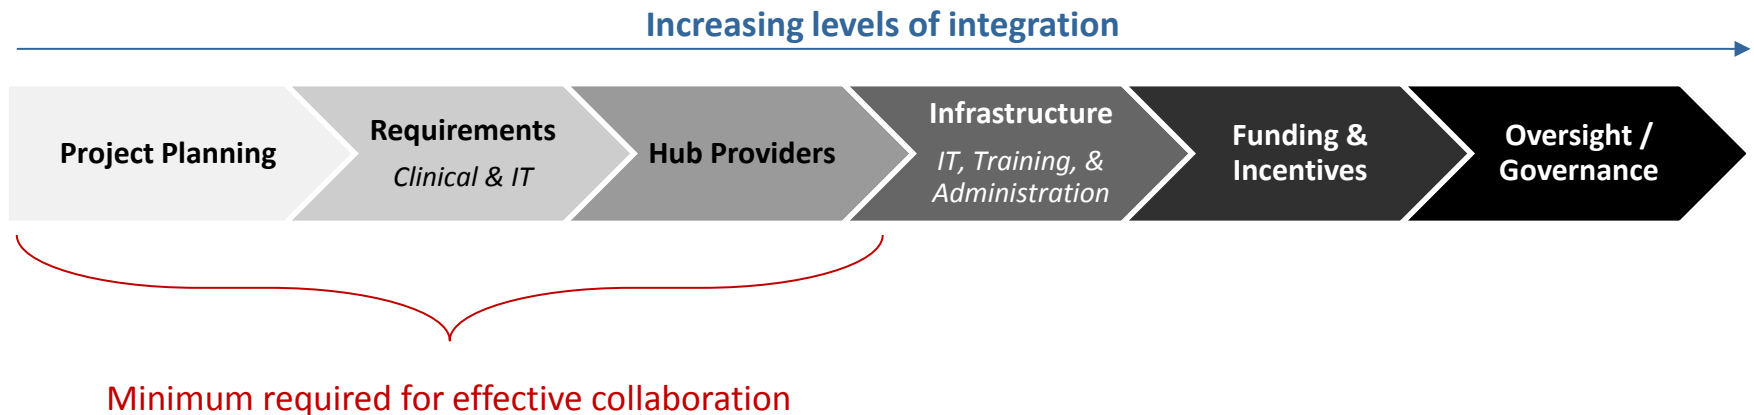 Increasing levels of integration
Project Planning
Requirements
Clinical & IT
Hub Providers
Infrastructure
IT, Training, &
Administration
Funding &
Incentives
Oversight /
Governance
Minimum required for effective collaboration